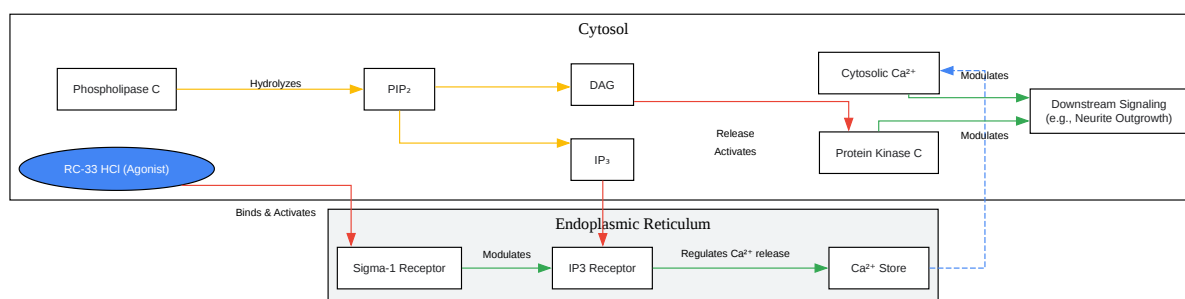 Cytosol
Phospholipase C
Hydrolyzes
PIP₂
DAG
Cytosolic Ca²⁺
Modulates
Downstream Signaling
(e.g., Neurite Outgrowth)
Release
Activates
Modulates
Protein Kinase C
IP₃
RC-33 HCl (Agonist)
Binds & Activates
Endoplasmic Reticulum
Sigma-1 Receptor
Modulates
IP3 Receptor
Regulates Ca²⁺ release
Ca²⁺ Store